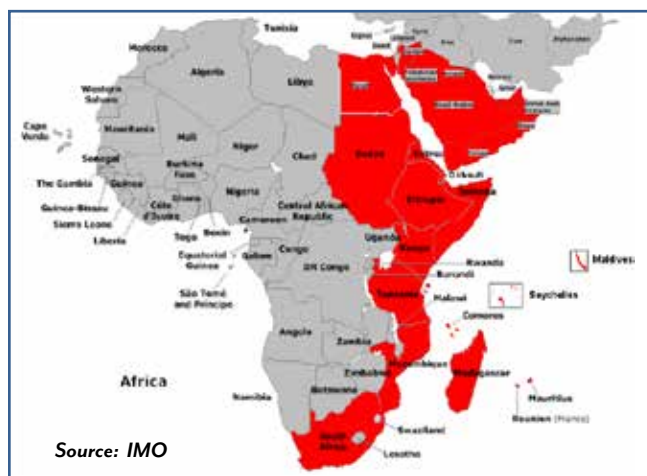 Tunisia
Morocco
Algeria
Libya
Western
Sahara
Cape
Verde
Mauritania
Mali
Niger
Chad
Sudan
Eritrea
Djibouti
Senegal
The Gambia
Guinea-Bissau
Guinea
Sierra Leone
Liberia
Côte
d'Ivoire
Burkina
Faso
Ghana
Togo
Benin
Nigeria
Cameroon
Central African
Republic
Ethiopia
Somalia
Equatorial
Guinea
São Tomé
and Príncipe
Gabon
Congo
DR Congo
Uganda
Kenya
Rwanda
Burundi
Tanzania
Malawi
Maldives
Seychelles
Comoros
Angola
Zambia
Mozambique
Zimbabwe
Madagascar
Mauritius
Reunion (France)
Namibia
Botswana
Swaziland
Lesotho
South
Africa
Saudi Arabia
Africa
Source: IMO